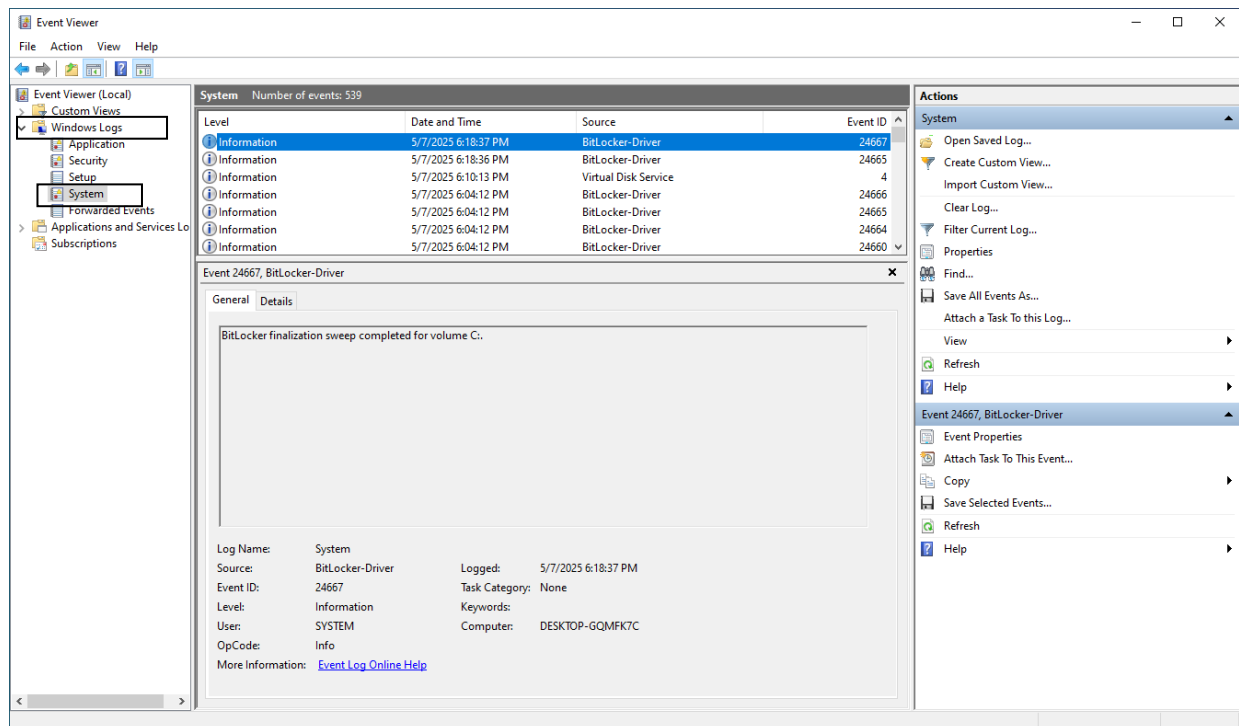 Event Viewer
File Action View Help
Event Viewer (Local)
Custom Views
Windows Logs
Application
Security
Setup
System
Forwarded Events
Applications and Services Lo
Subscriptions
System Number of events: 539
Level Date and Time Source Event ID
Information 5/7/2025 6:18:37 PM BitLocker-Driver 24667
Information 5/7/2025 6:18:36 PM BitLocker-Driver 24665
Information 5/7/2025 6:10:13 PM Virtual Disk Service 4
Information 5/7/2025 6:04:12 PM BitLocker-Driver 24666
Information 5/7/2025 6:04:12 PM BitLocker-Driver 24665
Information 5/7/2025 6:04:12 PM BitLocker-Driver 24664
Information 5/7/2025 6:04:12 PM BitLocker-Driver 24660
Event 24667, BitLocker-Driver
General Details
BitLocker finalization sweep completed for volume C:.
Log Name: System
Source: BitLocker-Driver Logged: 5/7/2025 6:18:37 PM
Event ID: 24667 Task Category: None
Level: Information Keywords:
User: SYSTEM Computer: DESKTOP-GQMFK7C
OpCode: Info
More Information: Event Log Online Help
Actions
System
Open Saved Log...
Create Custom View...
Import Custom View...
Clear Log...
Filter Current Log...
Properties
Find...
Save All Events As...
Attach a Task To this Log...
View
Refresh
Help
Event 24667, BitLocker-Driver
Event Properties
Attach Task To This Event...
Copy
Save Selected Events...
Refresh
Help